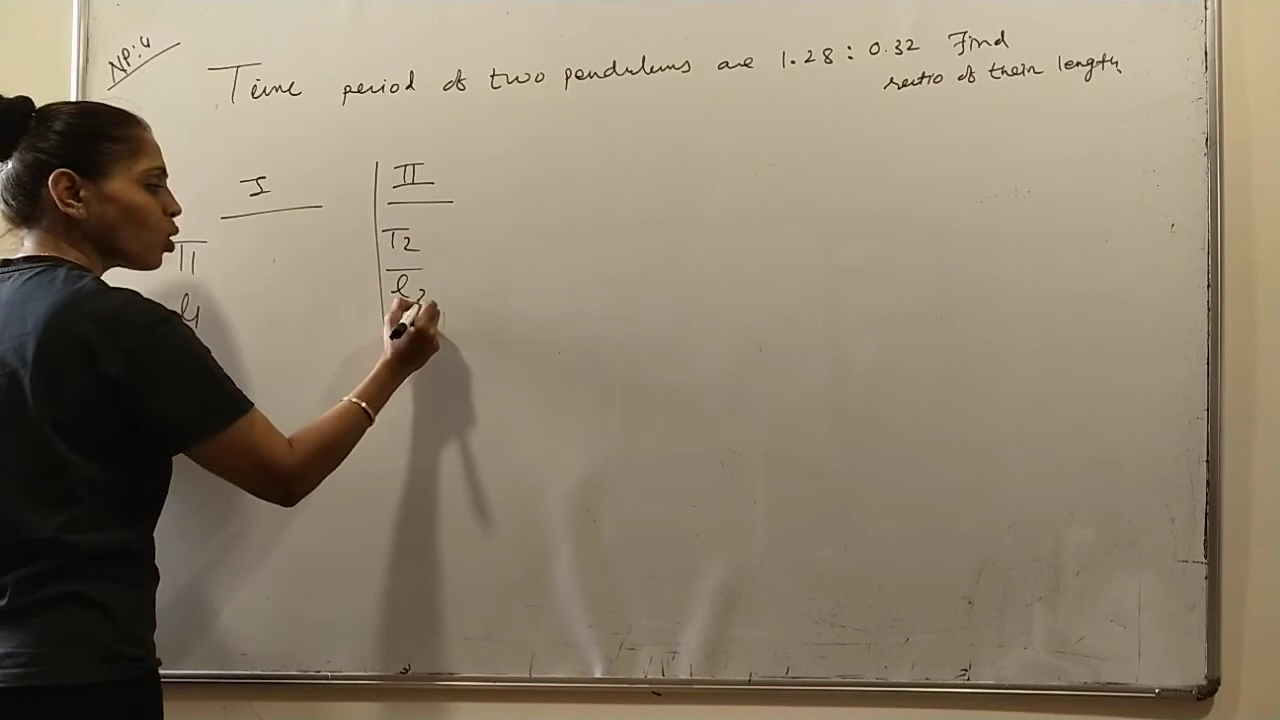 NP:4
Time period of two pendulums are 1.28 : 0.32 Find
ratio of their length
I
II
T1
T2
l1
l2